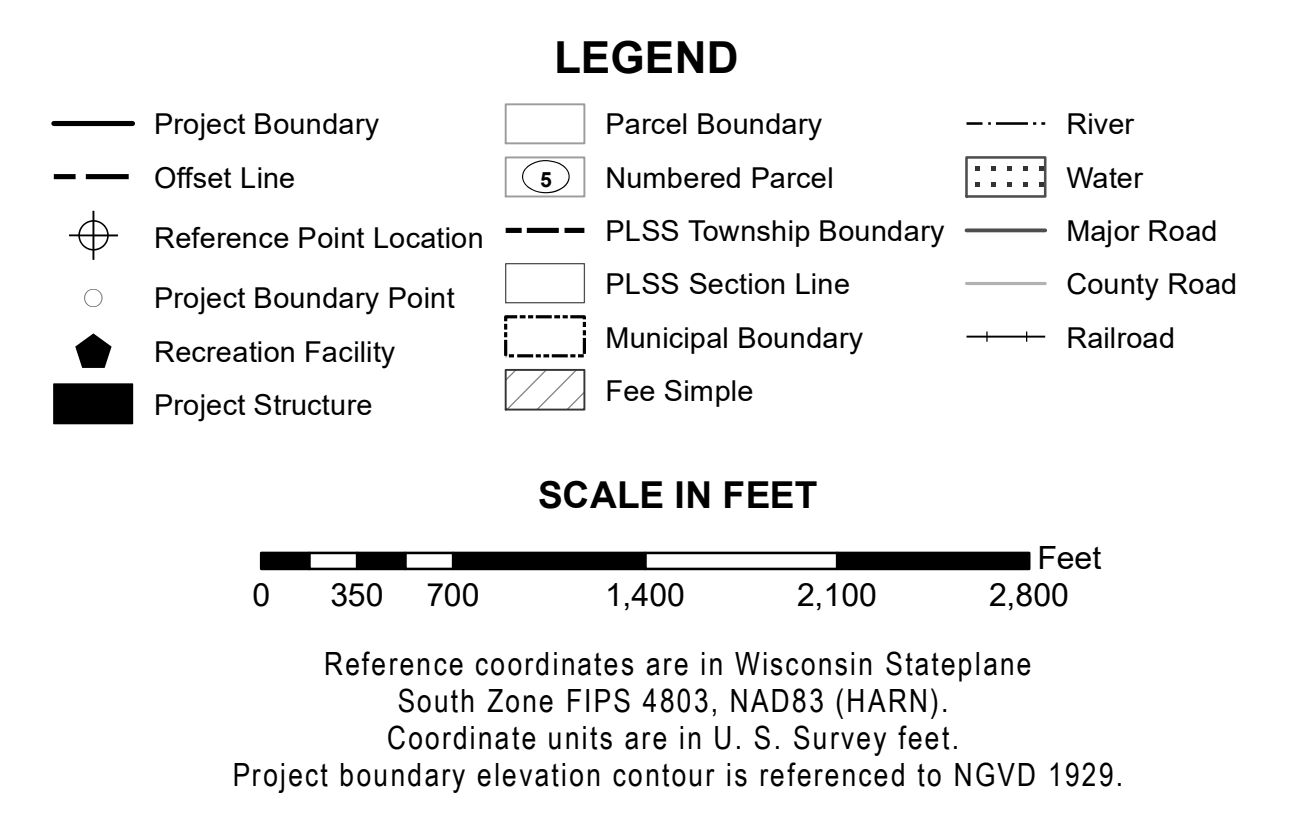 LEGEND
Project Boundary
Offset Line
Reference Point Location
Project Boundary Point
Recreation Facility
Project Structure
Parcel Boundary
5 Numbered Parcel
PLSS Township Boundary
PLSS Section Line
Municipal Boundary
Fee Simple
River
Water
Major Road
County Road
Railroad
SCALE IN FEET
Feet
0 350 700 1,400 2,100 2,800
Reference coordinates are in Wisconsin Stateplane
South Zone FIPS 4803, NAD83 (HARN).
Coordinate units are in U. S. Survey feet.
Project boundary elevation contour is referenced to NGVD 1929.